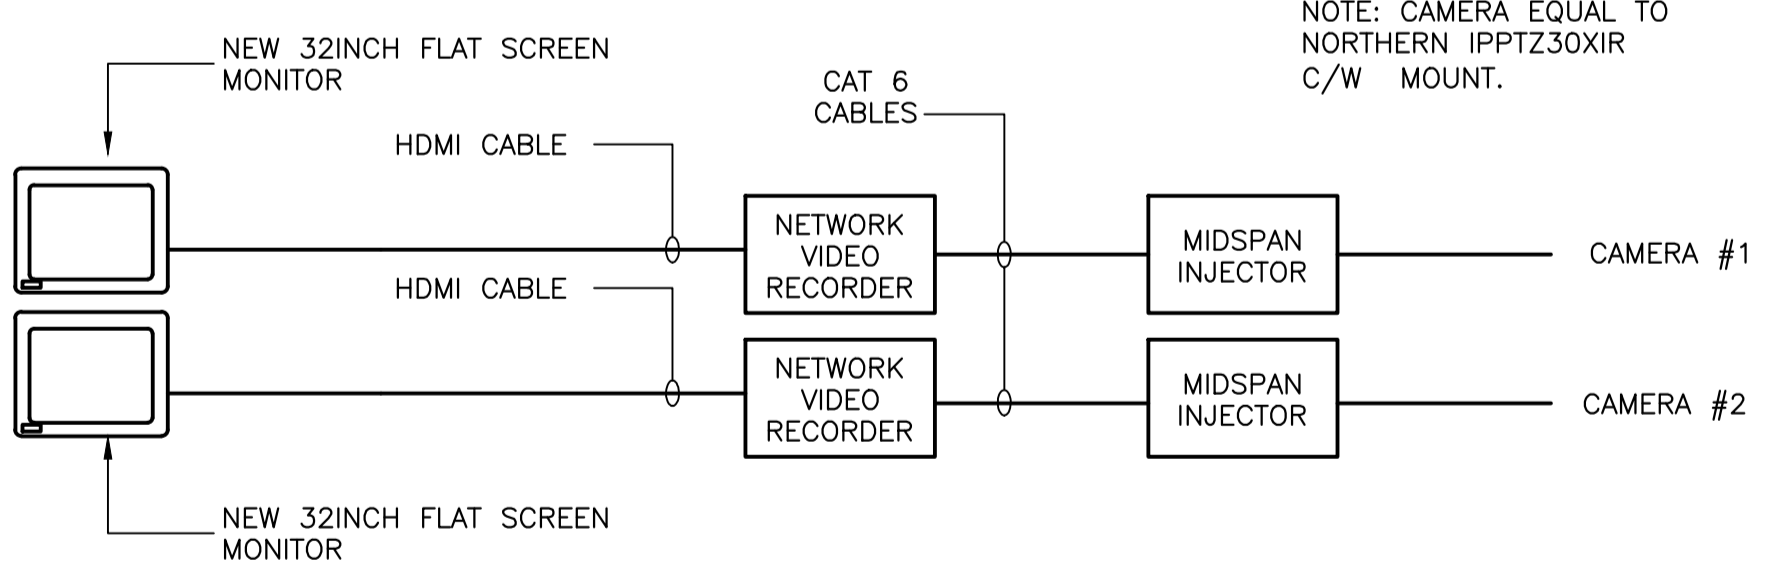 NOTE: CAMERA EQUAL TO
NORTHERN IPPTZ30XIR
C/W MOUNT.
NEW 32INCH FLAT SCREEN
MONITOR
CAT 6
CABLES
HDMI CABLE
NETWORK
VIDEO
RECORDER
MIDSPAN
INJECTOR
CAMERA #1
HDMI CABLE
NETWORK
VIDEO
RECORDER
MIDSPAN
INJECTOR
CAMERA #2
NEW 32INCH FLAT SCREEN
MONITOR